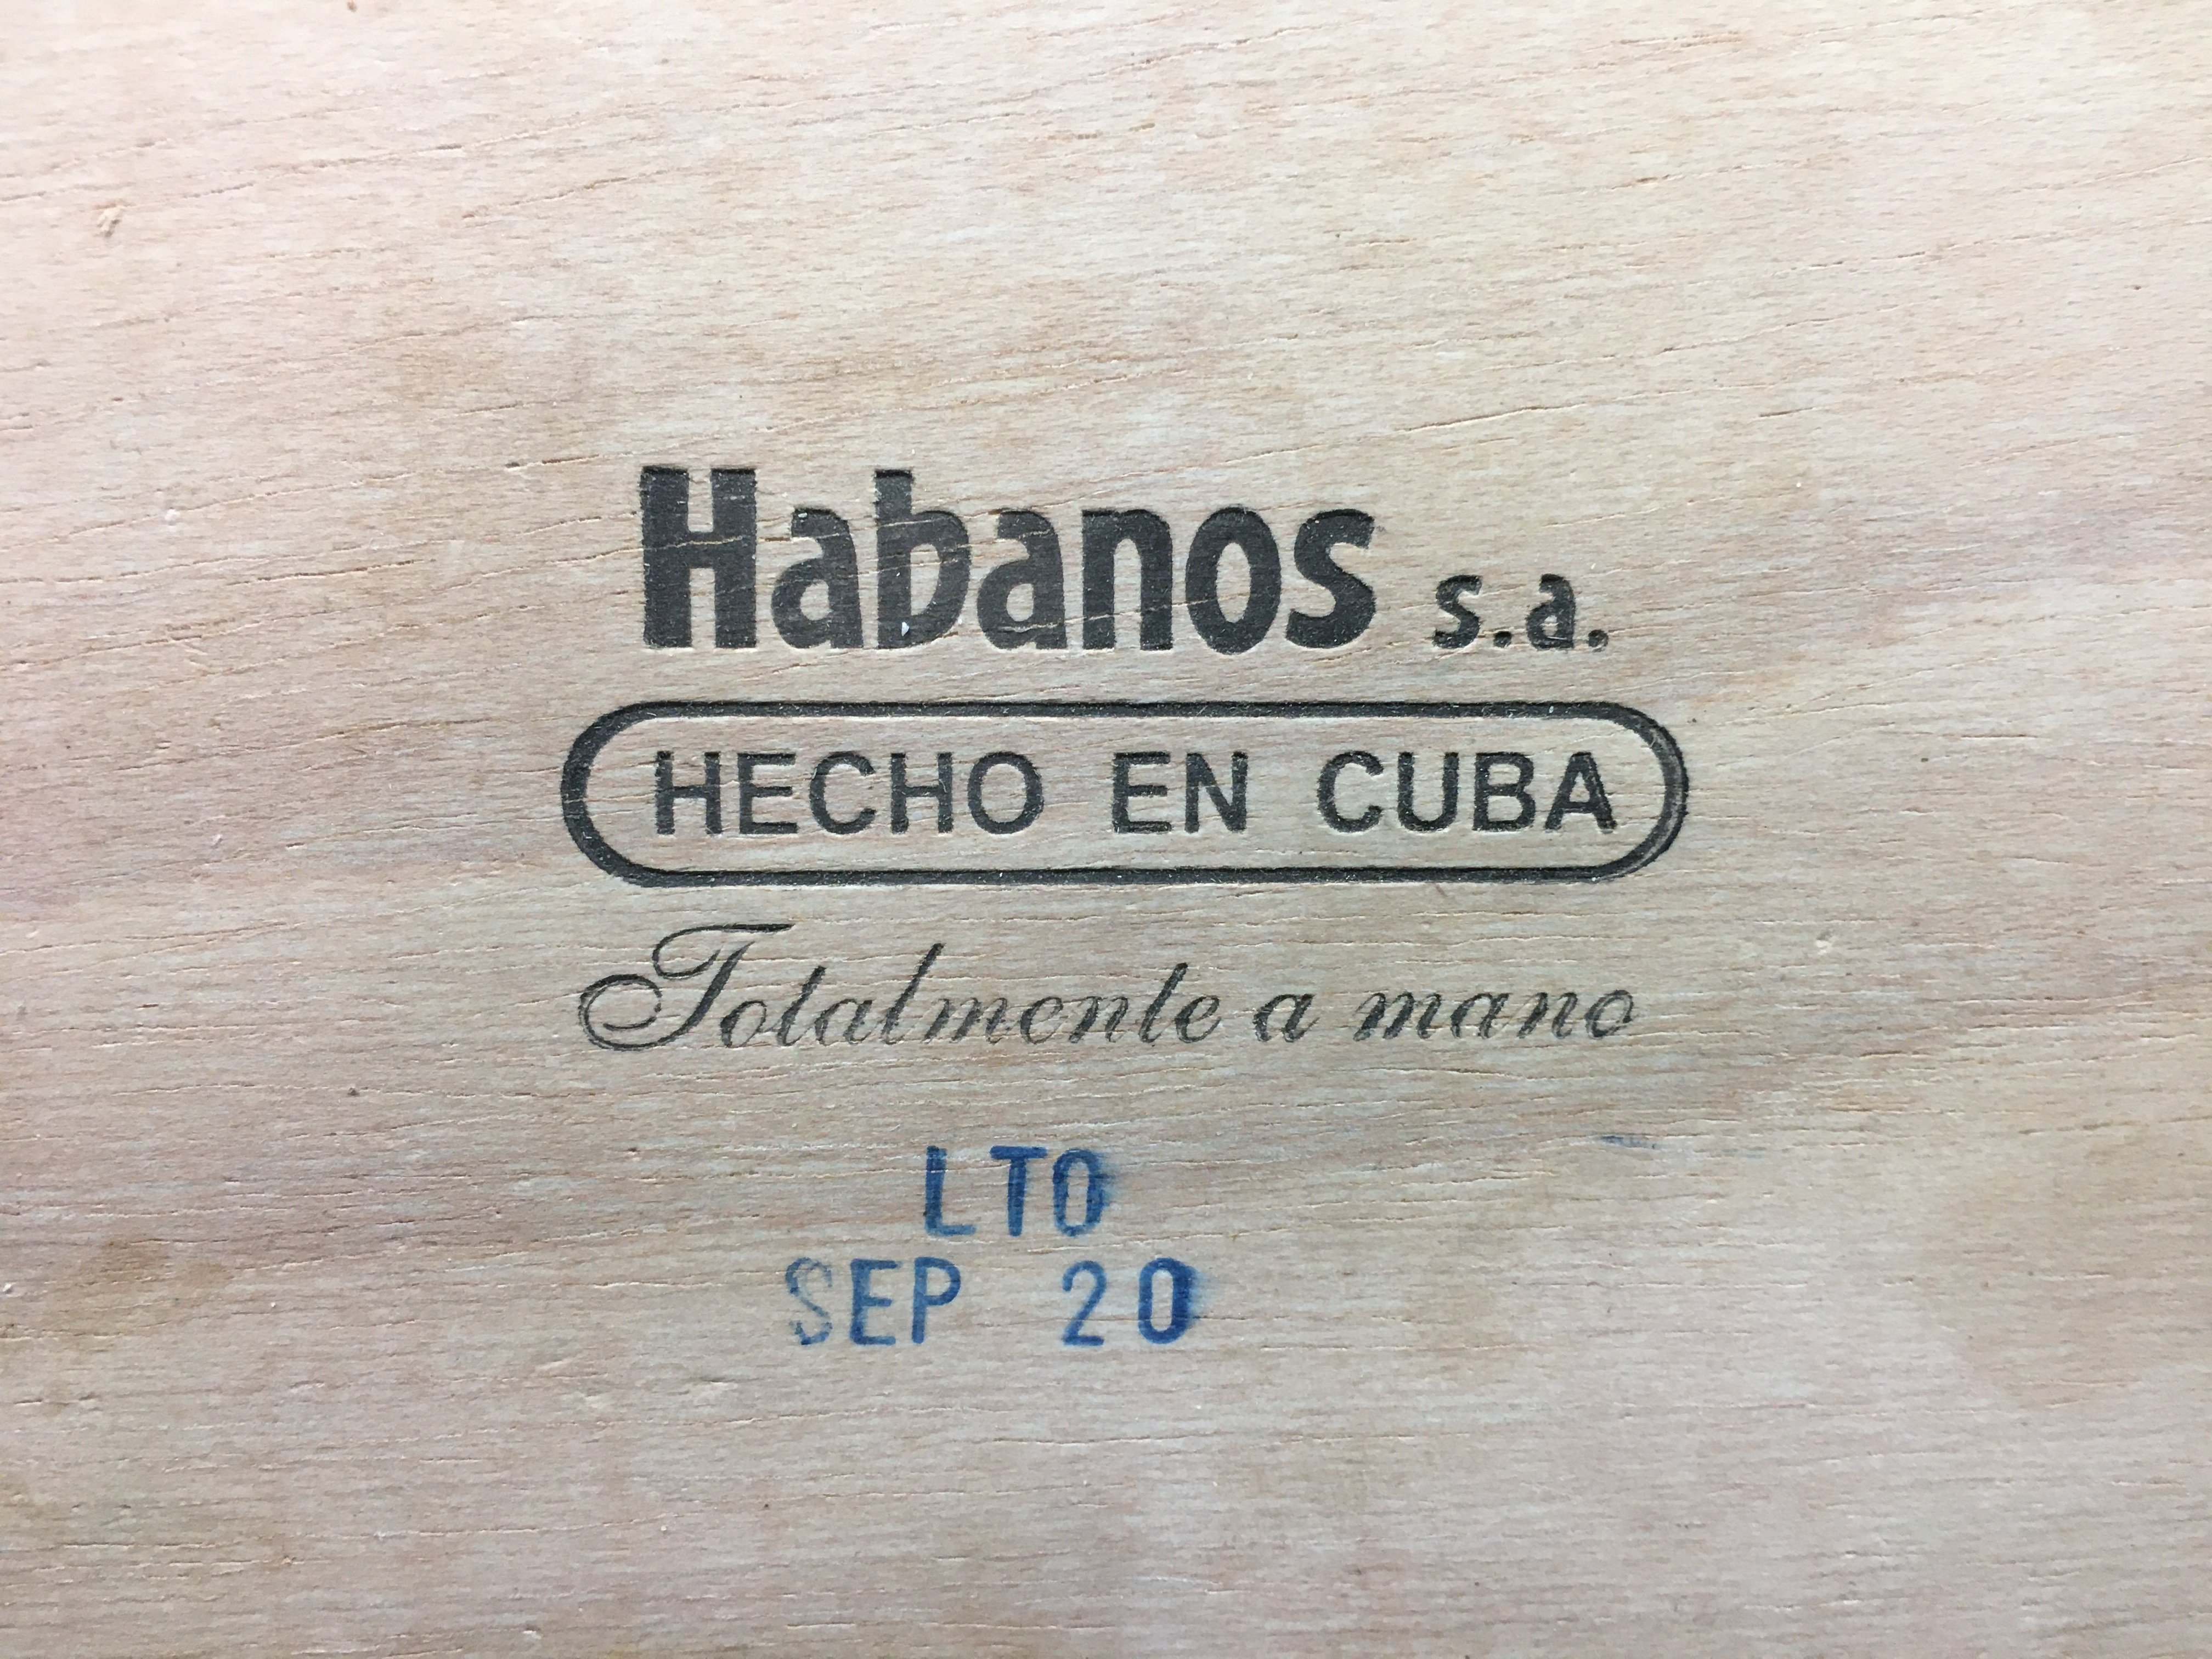 Habanos s.a.
HECHO EN CUBA
Totalmente a mano
LTO
SEP 20